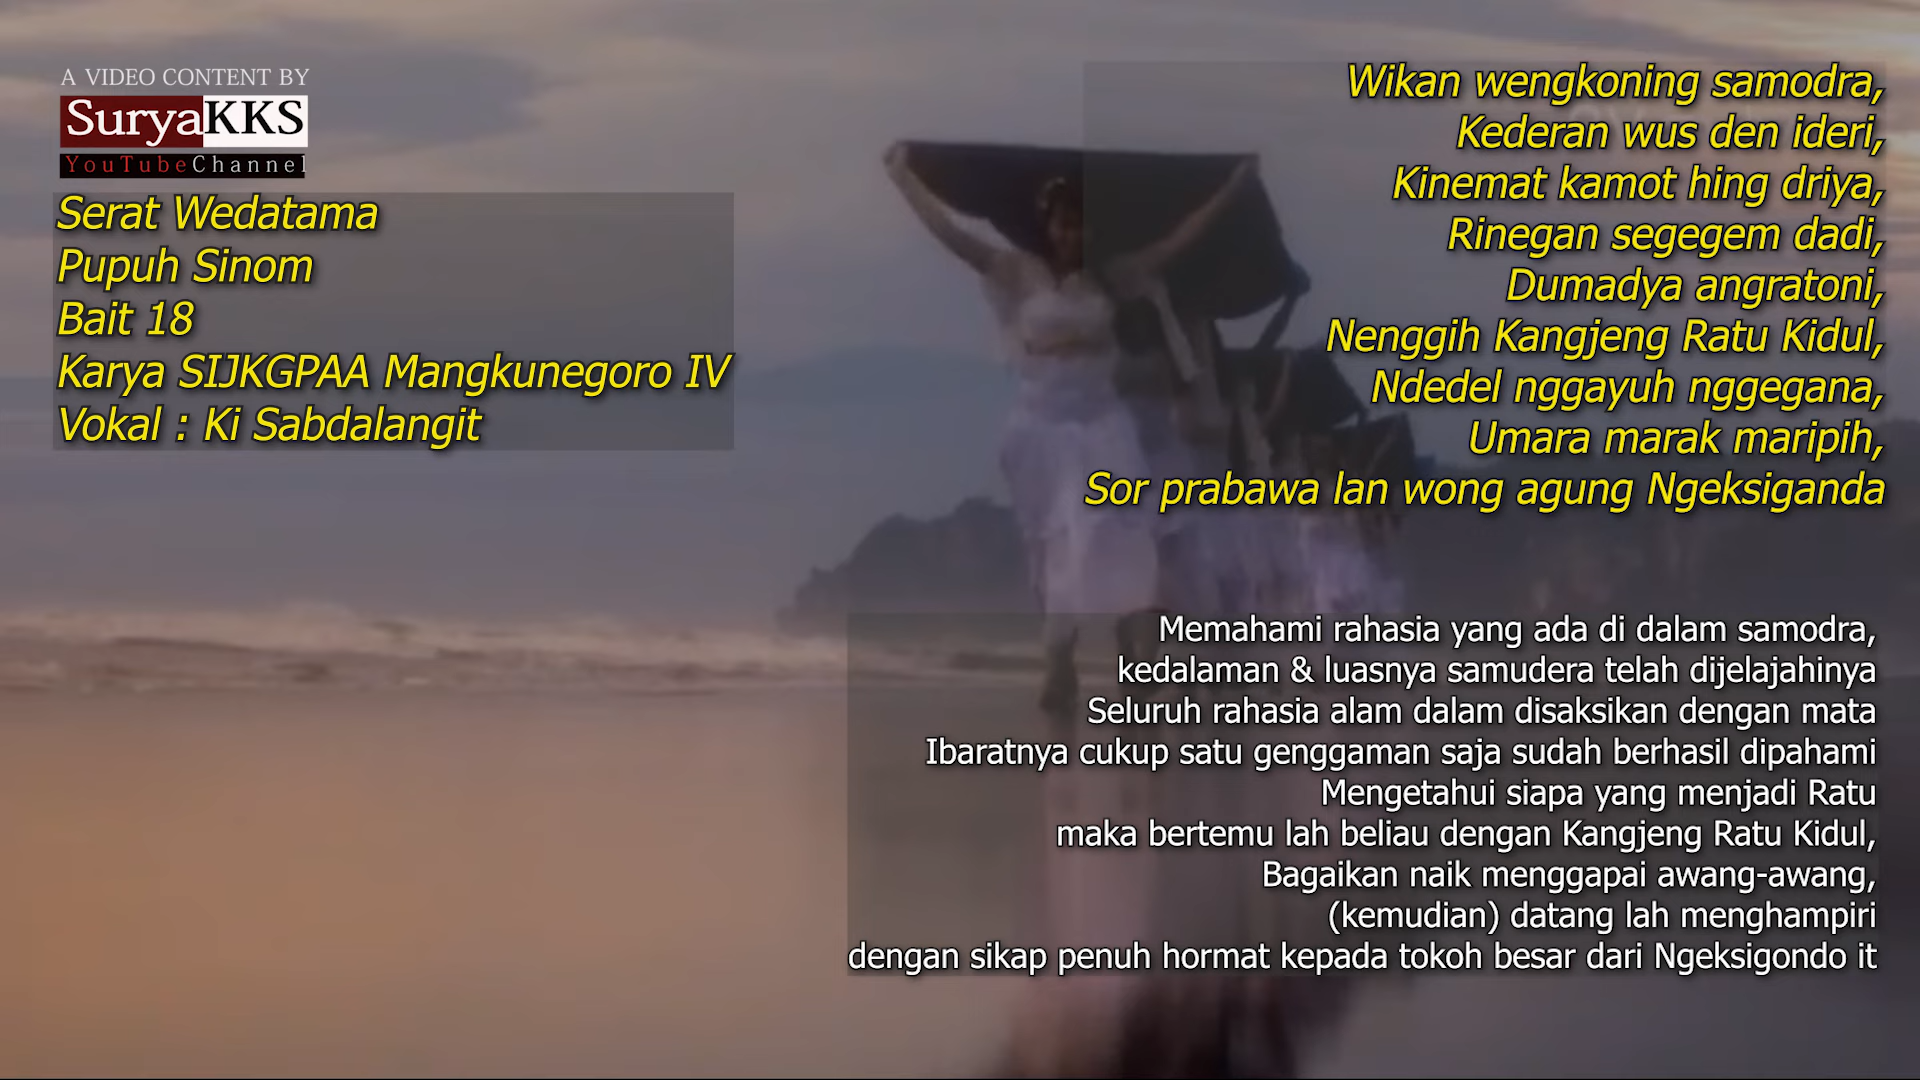 A VIDEO CONTENT BY
SuryaKKS
YouTubeChannel
Serat Wedatama
Pupuh Sinom
Bait 18
Karya SIJKGPAA Mangkunegoro IV
Vokal : Ki Sabdalangit
Wikan wengkoning samodra,
Kederan wus den ideri,
Kinemat kamot hing driya,
Rinegan segegem dadi,
Dumadya angratoni,
Nenggih Kangjeng Ratu Kidul,
Ndedel nggayuh nggegana,
Umara marak maripih,
Sor prabawa lan wong agung Ngeksiganda
Memahami rahasia yang ada di dalam samodra,
kedalaman & luasnya samudera telah dijelajahinya
Seluruh rahasia alam dalam disaksikan dengan mata
Ibaratnya cukup satu genggaman saja sudah berhasil dipahami
Mengetahui siapa yang menjadi Ratu
maka bertemu lah beliau dengan Kangjeng Ratu Kidul,
Bagaikan naik menggapai awang-awang,
(kemudian) datang lah menghampiri
dengan sikap penuh hormat kepada tokoh besar dari Ngeksigondo it